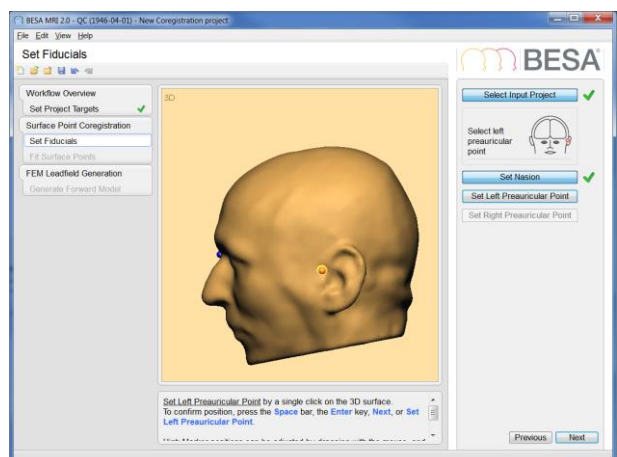 BESA MRI 2.0 - QC (1946-04-01) - New Coregistration project
File Edit View Help
Set Fiducials
BESA
Workflow Overview
Set Project Targets
Surface Point Coregistration
Set Fiducials
Fit Surface Points
FEM Leadfield Generation
Generate Forward Model
3D
Select Input Project
Select left
preauricular
point
Set Nasion
Set Left Preauricular Point
Set Right Preauricular Point
Set Left Preauricular Point by a single click on the 3D surface.
To confirm position, press the Space bar, the Enter key, Next, or Set
Left Preauricular Point.
Previous Next